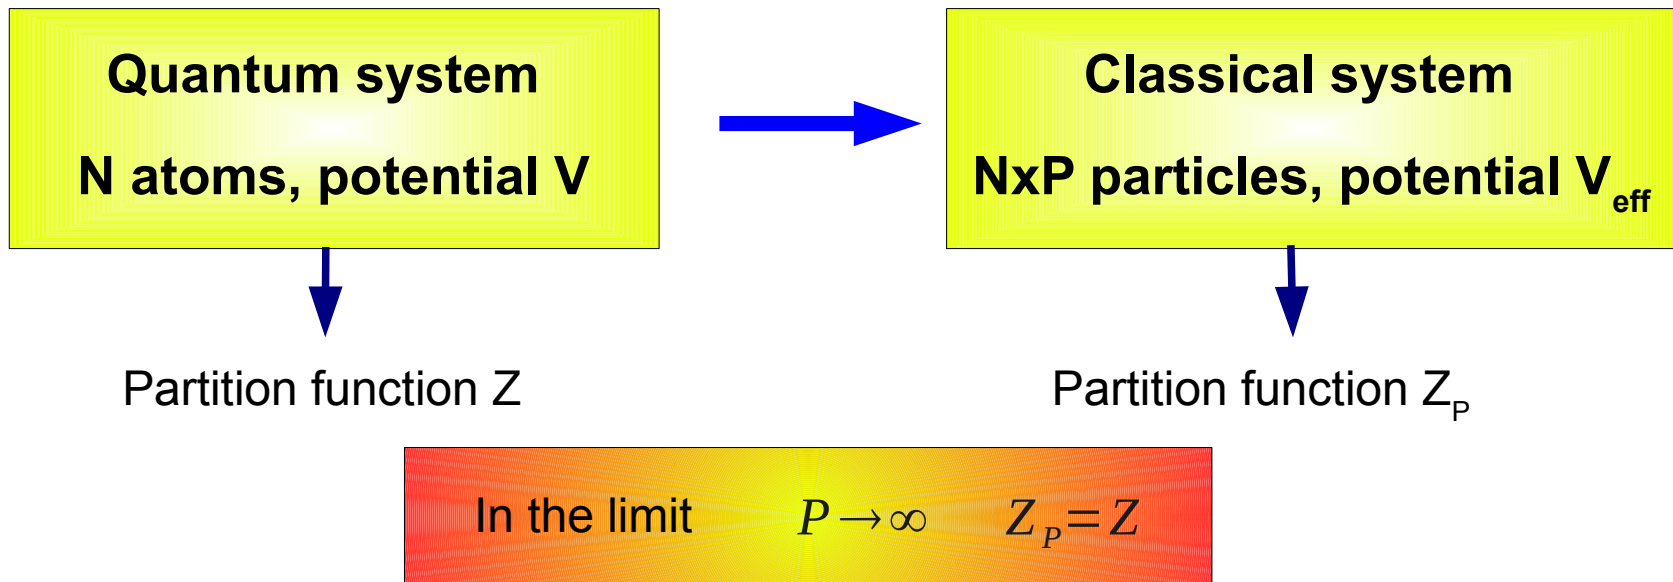 Quantum system
N atoms, potential V
Classical system
NxP particles, potential V_eff
Partition function Z
Partition function Z_P
In the limit P→∞ Z_P=Z